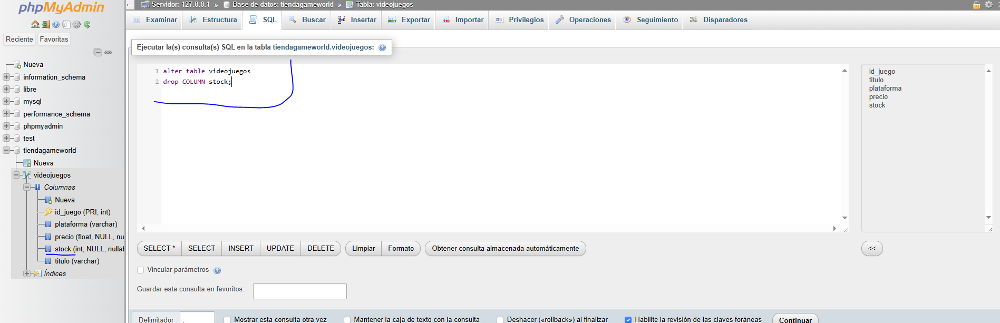 phpMyAdmin
Reciente Favoritas
Nueva
information_schema
libre
mysql
performance_schema
phpmyadmin
test
tiendagameworld
Nueva
videojuegos
Columnas
Nueva
id_juego (PRI, int)
plataforma (varchar)
precio (float, NULL, nu
stock (int, NULL, nullab
titulo (varchar)
Índices
Servidor: 127.0.0.1 » Base de datos: tiendagameworld » Tabla: videojuegos
Examinar Estructura SQL Buscar Insertar Exportar Importar Privilegios Operaciones Seguimiento Disparadores
Ejecutar la(s) consulta(s) SQL en la tabla tiendagameworld.videojuegos:
1 alter table videojuegos
2 drop COLUMN stock;
id_juego
titulo
plataforma
precio
stock
SELECT * SELECT INSERT UPDATE DELETE Limpiar Formato Obtener consulta almacenada automáticamente <<
Vincular parámetros
Guardar esta consulta en favoritos:
Delimitador ; Mostrar esta consulta otra vez Mantener la caja de texto con la consulta Deshacer («rollback») al finalizar Habilite la revisión de las claves foráneas Continuar